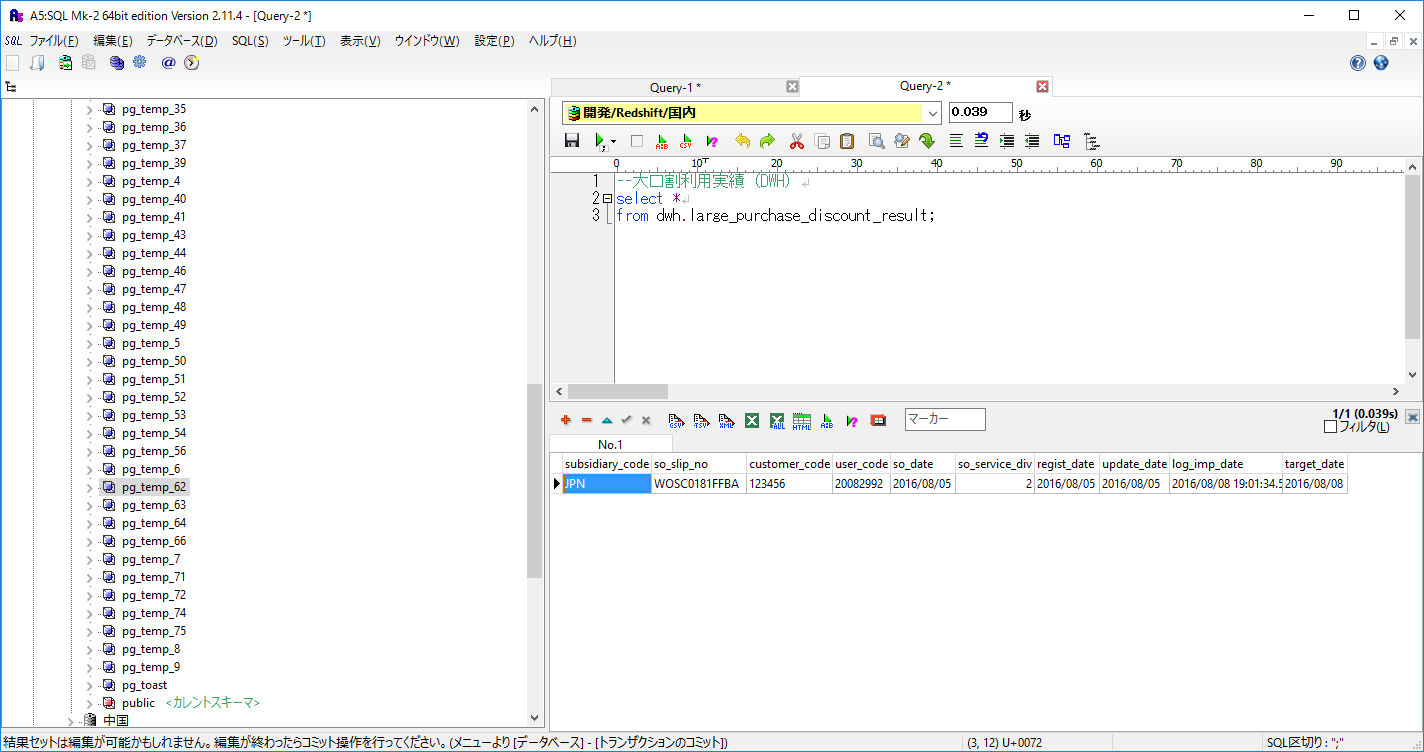 A5:SQL Mk-2 64bit edition Version 2.11.4 - [Query-2 *]
SQL ファイル(F) 編集(E) データベース(D) SQL(S) ツール(T) 表示(V) ウインドウ(W) 設定(P) ヘルプ(H)
pg_temp_35
pg_temp_36
pg_temp_37
pg_temp_39
pg_temp_4
pg_temp_40
pg_temp_41
pg_temp_43
pg_temp_44
pg_temp_46
pg_temp_47
pg_temp_48
pg_temp_49
pg_temp_5
pg_temp_50
pg_temp_51
pg_temp_52
pg_temp_53
pg_temp_54
pg_temp_56
pg_temp_6
pg_temp_62
pg_temp_63
pg_temp_64
pg_temp_66
pg_temp_7
pg_temp_71
pg_temp_72
pg_temp_74
pg_temp_75
pg_temp_8
pg_temp_9
pg_toast
public <カレントスキーマ>
中国
Query-1 * Query-2 *
開発/Redshift/国内 0.039 秒
0 10 20 30 40 50 60 70 80 90
1 --大口割利用実績（DWH）
2 select *
3 from dwh.large_purchase_discount_result;
マーカー 1/1 (0.039s)
フィルタ(L)
No.1
subsidiary_code so_slip_no customer_code user_code so_date so_service_div regist_date update_date log_imp_date target_date
JPN WOSC0181FFBA 123456 20082992 2016/08/05 2 2016/08/05 2016/08/05 2016/08/08 19:01:34.5 2016/08/08
結果セットは編集が可能かもしれません。編集が終わったらコミット操作を行ってください。(メニューより [データベース] - [トランザクションのコミット]) (3, 12) U+0072 SQL区切り : ";"